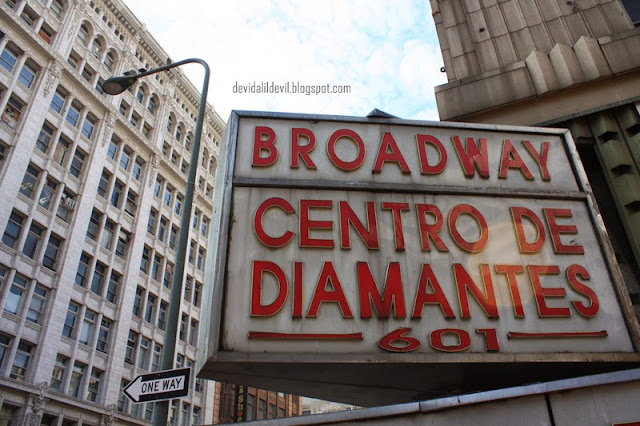 devidalildevil.blogspot.com
BROADWAY
CENTRO DE
DIAMANTES
601
ONE WAY